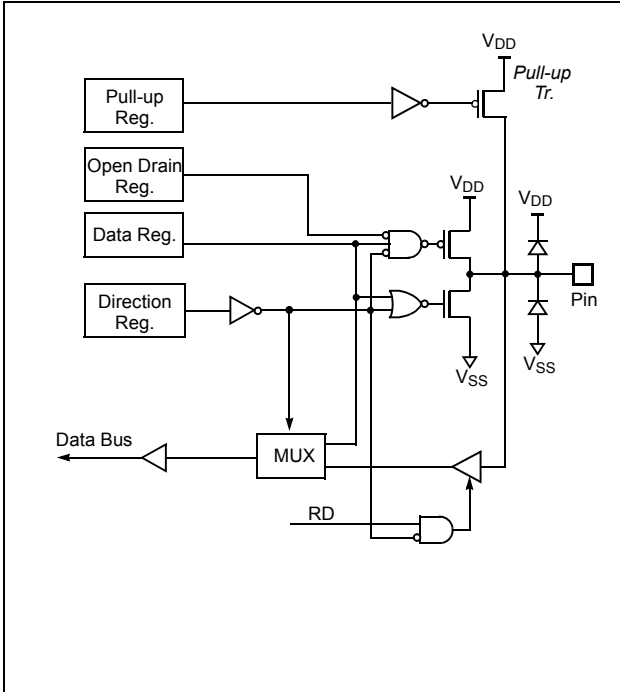 VDD
Pull-up
Tr.
Pull-up
Reg.
Open Drain
Reg.
VDD
VDD
Data Reg.
Direction
Reg.
Pin
VSS
VSS
Data Bus
MUX
RD